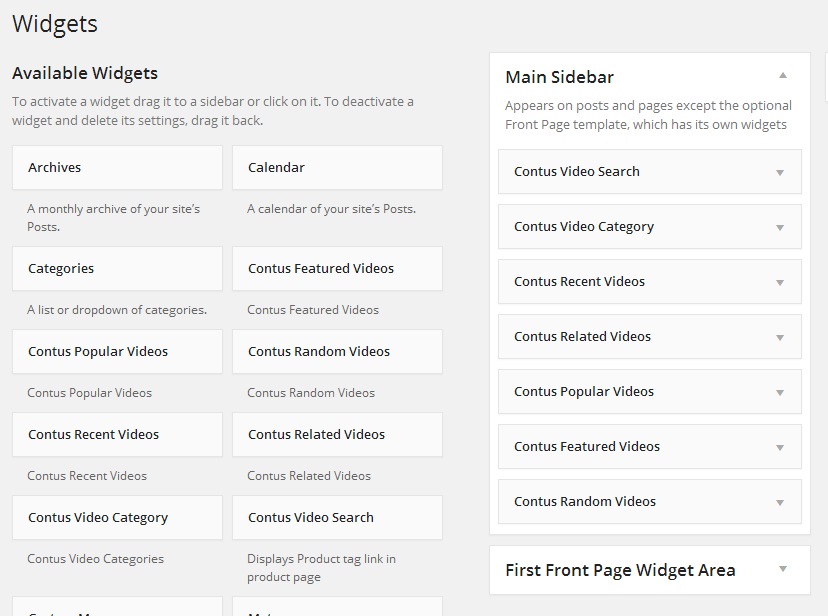 Widgets
Available Widgets
To activate a widget drag it to a sidebar or click on it. To deactivate a
widget and delete its settings, drag it back.
Archives
Calendar
A monthly archive of your site’s
Posts.
A calendar of your site’s Posts.
Categories
Contus Featured Videos
A list or dropdown of categories.
Contus Featured Videos
Contus Popular Videos
Contus Random Videos
Contus Popular Videos
Contus Random Videos
Contus Recent Videos
Contus Related Videos
Contus Recent Videos
Contus Related Videos
Contus Video Category
Contus Video Search
Contus Video Categories
Displays Product tag link in
product page
Main Sidebar
Appears on posts and pages except the optional
Front Page template, which has its own widgets
Contus Video Search
Contus Video Category
Contus Recent Videos
Contus Related Videos
Contus Popular Videos
Contus Featured Videos
Contus Random Videos
First Front Page Widget Area